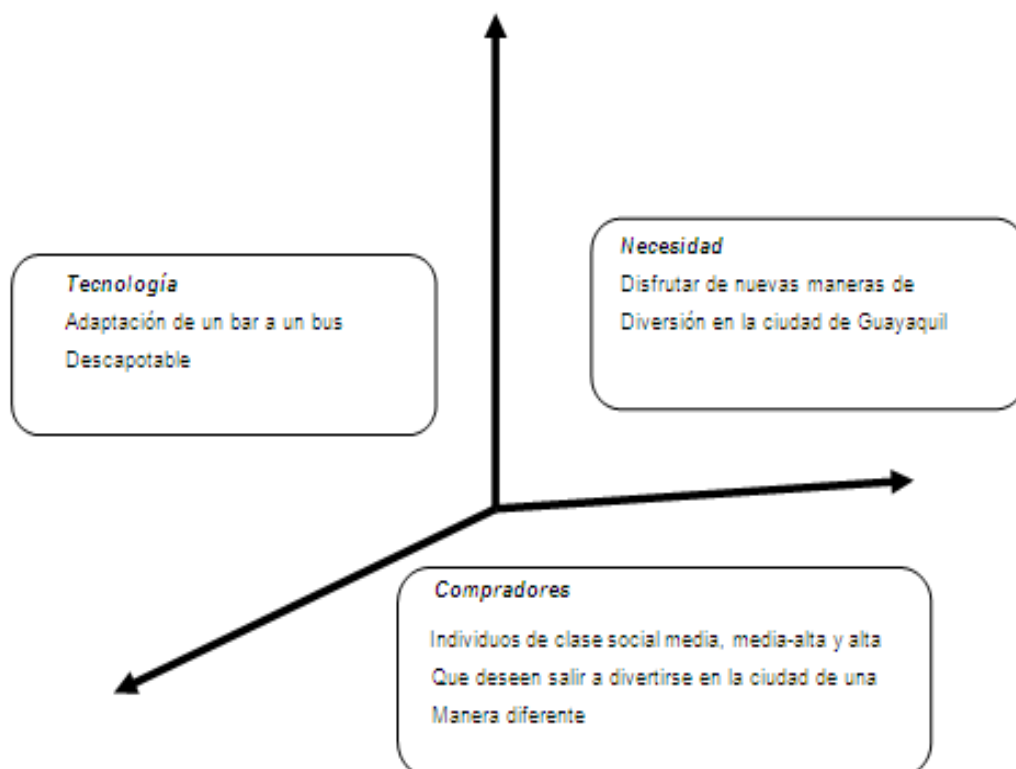 Tecnología
Adaptación de un bar a un bus
Descapotable
Necesidad
Disfrutar de nuevas maneras de
Diversión en la ciudad de Guayaquil
Compradores
Individuos de clase social media, media-alta y alta
Que deseen salir a divertirse en la ciudad de una
Manera diferente